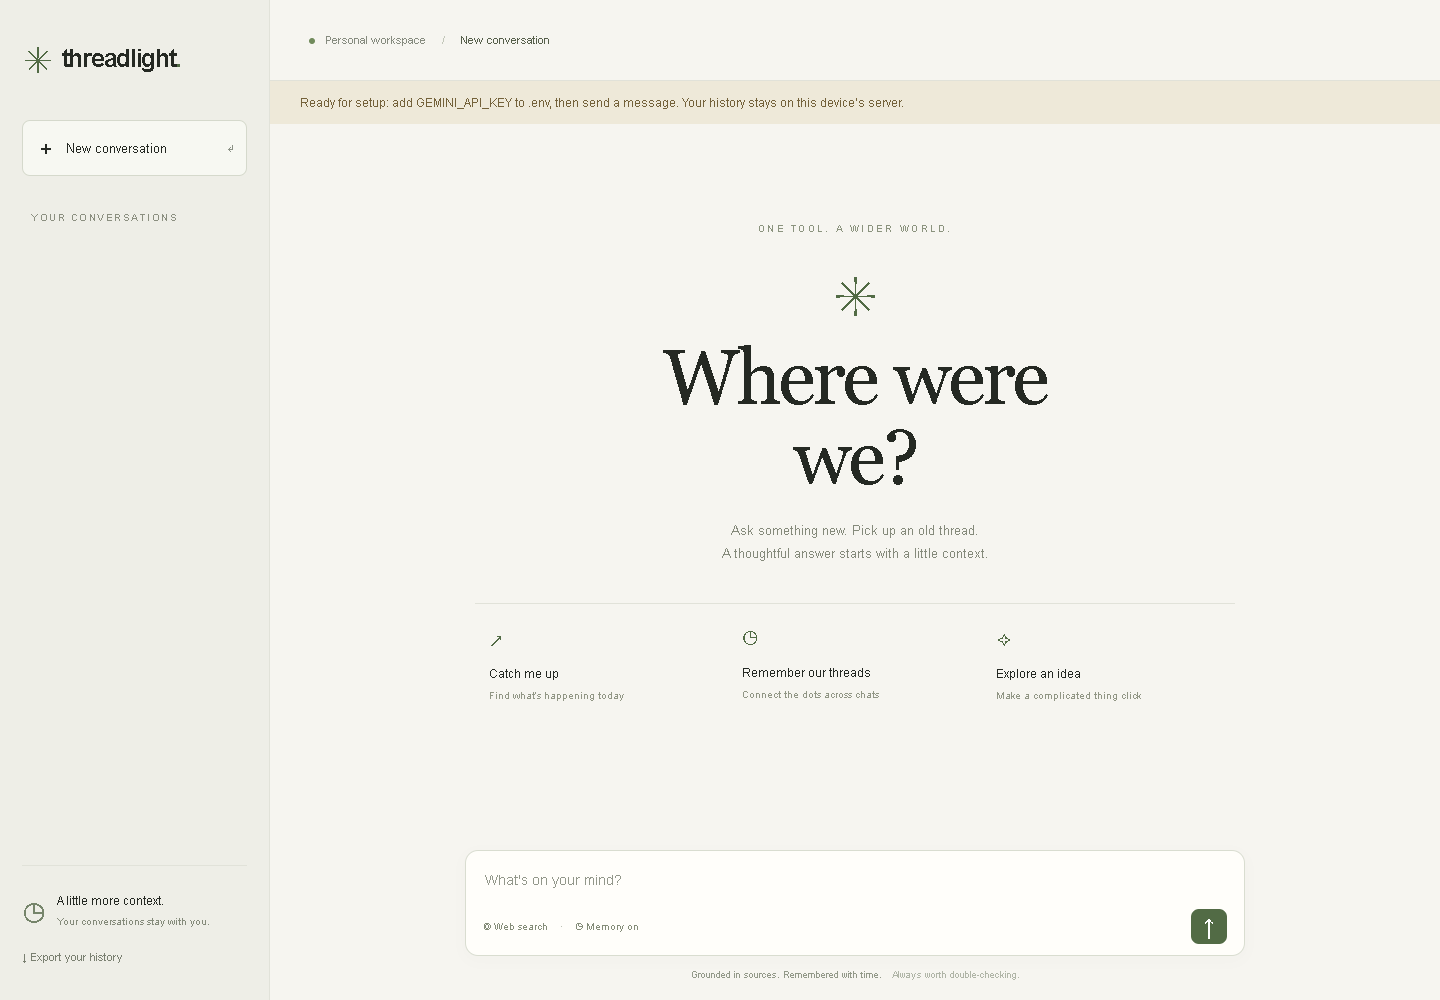 threadlight.
New conversation
YOUR CONVERSATIONS
A little more context.
Your conversations stay with you.
↓ Export your history
Personal workspace / New conversation
Ready for setup: add GEMINI_API_KEY to .env, then send a message. Your history stays on this device's server.
ONE TOOL. A WIDER WORLD.
Where were
we?
Ask something new. Pick up an old thread.
A thoughtful answer starts with a little context.
Catch me up
Find what's happening today
Remember our threads
Connect the dots across chats
Explore an idea
Make a complicated thing click
What's on your mind?
Web search · Memory on
Grounded in sources. Remembered with time. Always worth double-checking.